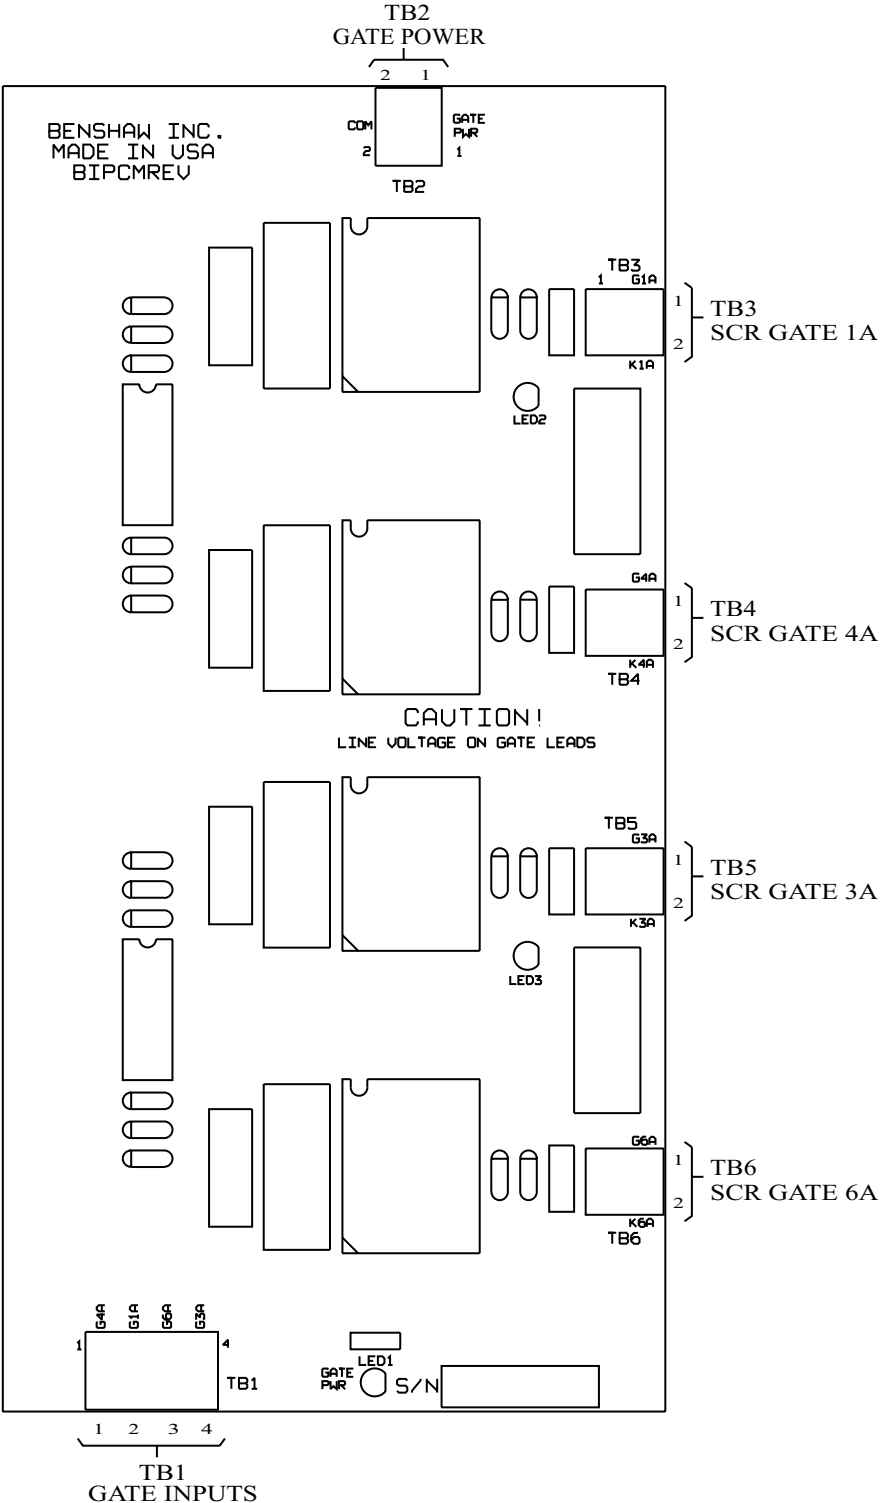 TB2
GATE POWER
2 1
BENSHAW INC.
MADE IN USA
BIPCMREV
COM
2
GATE
PWR
1
TB2
TB3
1 G1A
K1A
1
2
TB3
SCR GATE 1A
LED2
G4A
K4A
TB4
1
2
TB4
SCR GATE 4A
CAUTION!
LINE VOLTAGE ON GATE LEADS
TB5
G3A
K3A
1
2
TB5
SCR GATE 3A
LED3
G6A
K6A
TB6
1
2
TB6
SCR GATE 6A
G4A G1A G6A G3A
1 4
TB1
LED1
GATE
PWR
S/N
1 2 3 4
TB1
GATE INPUTS